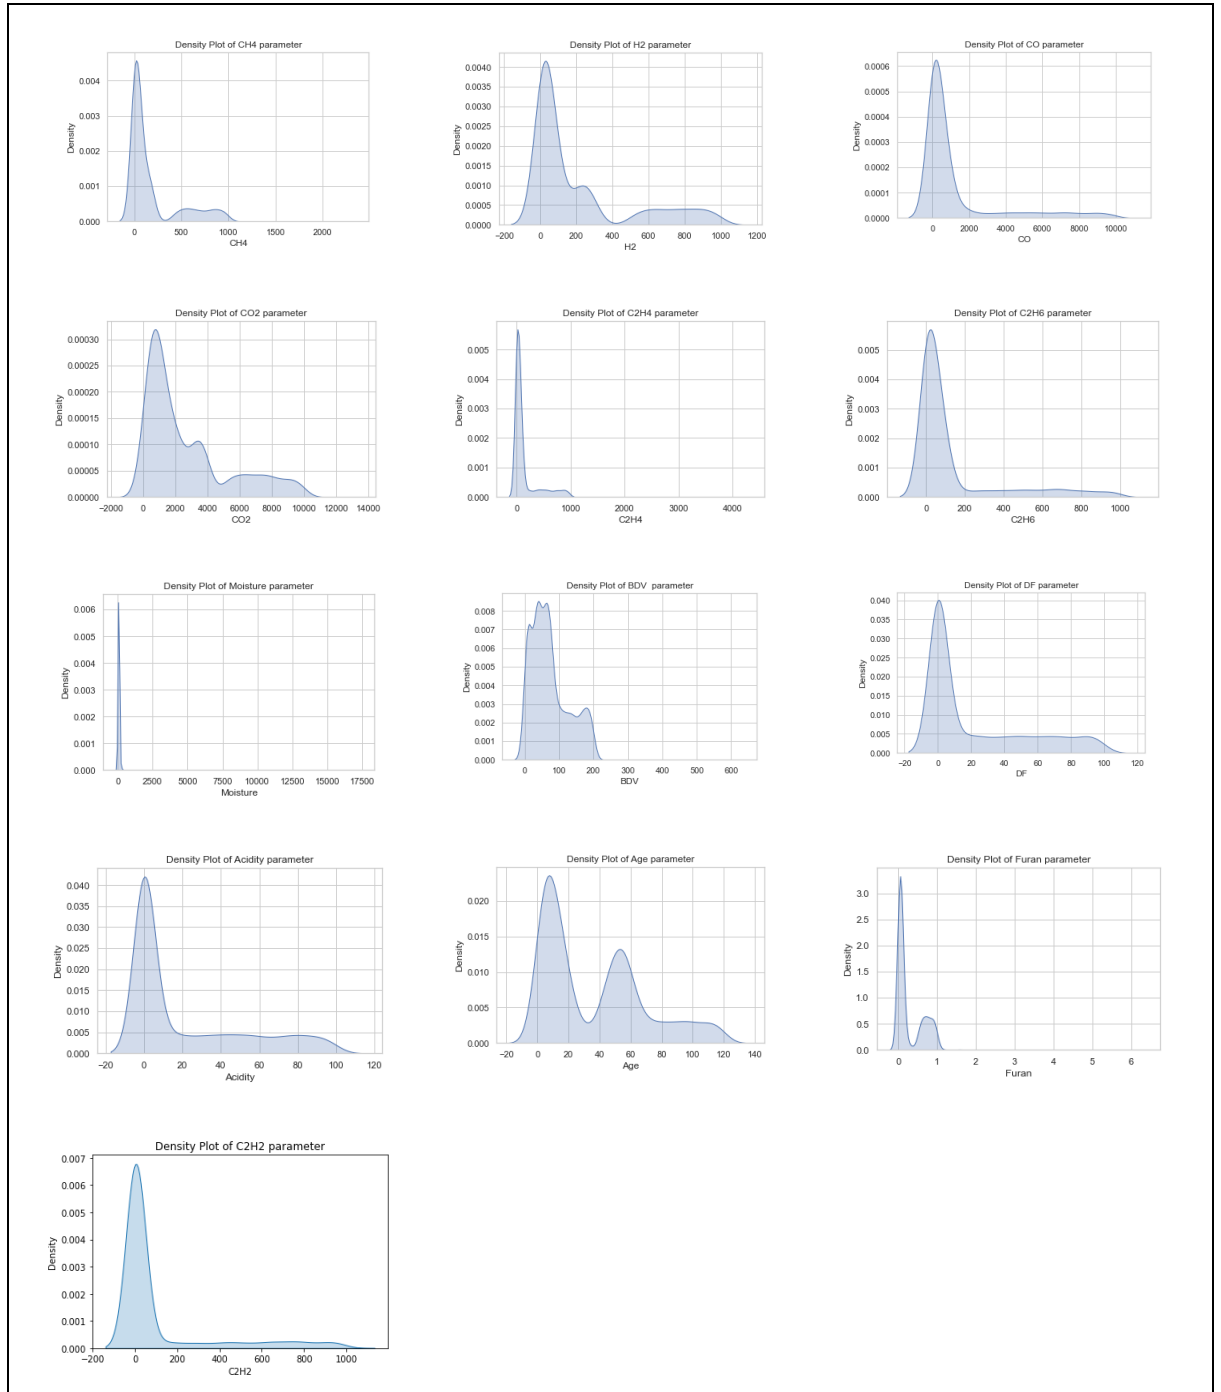 Density Plot of CH4 parameter
Density
0.004
0.003
0.002
0.001
0.000
0 500 1000 1500 2000
CH4
Density Plot of H2 parameter
Density
0.0040
0.0035
0.0030
0.0025
0.0020
0.0015
0.0010
0.0005
0.0000
−200 0 200 400 600 800 1000 1200
H2
Density Plot of CO parameter
Density
0.0006
0.0005
0.0004
0.0003
0.0002
0.0001
0.0000
0 2000 4000 6000 8000 10000
CO
Density Plot of CO2 parameter
Density
0.00030
0.00025
0.00020
0.00015
0.00010
0.00005
0.00000
−2000 0 2000 4000 6000 8000 10000 12000 14000
CO2
Density Plot of C2H4 parameter
Density
0.005
0.004
0.003
0.002
0.001
0.000
0 1000 2000 3000 4000
C2H4
Density Plot of C2H6 parameter
Density
0.005
0.004
0.003
0.002
0.001
0.000
0 200 400 600 800 1000
C2H6
Density Plot of Moisture parameter
Density
0.006
0.005
0.004
0.003
0.002
0.001
0.000
0 2500 5000 7500 10000 12500 15000 17500
Moisture
Density Plot of BDV parameter
Density
0.008
0.007
0.006
0.005
0.004
0.003
0.002
0.001
0.000
0 100 200 300 400 500 600
BDV
Density Plot of DF parameter
Density
0.040
0.035
0.030
0.025
0.020
0.015
0.010
0.005
0.000
−20 0 20 40 60 80 100 120
DF
Density Plot of Acidity parameter
Density
0.040
0.035
0.030
0.025
0.020
0.015
0.010
0.005
0.000
−20 0 20 40 60 80 100 120
Acidity
Density Plot of Age parameter
Density
0.020
0.015
0.010
0.005
0.000
−20 0 20 40 60 80 100 120 140
Age
Density Plot of Furan parameter
Density
3.0
2.5
2.0
1.5
1.0
0.5
0.0
0 1 2 3 4 5 6
Furan
Density Plot of C2H2 parameter
Density
0.007
0.006
0.005
0.004
0.003
0.002
0.001
0.000
−200 0 200 400 600 800 1000
C2H2